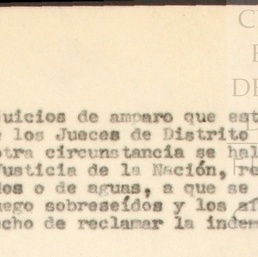 juicios de amparo que est
e los Jueces de Distrito
otra circunstancia se hal
Justicia de la Nación, re
dos o de aguas, a que se
uego sobreseídos y los af
echo de reclamar la indem
C
E
DE